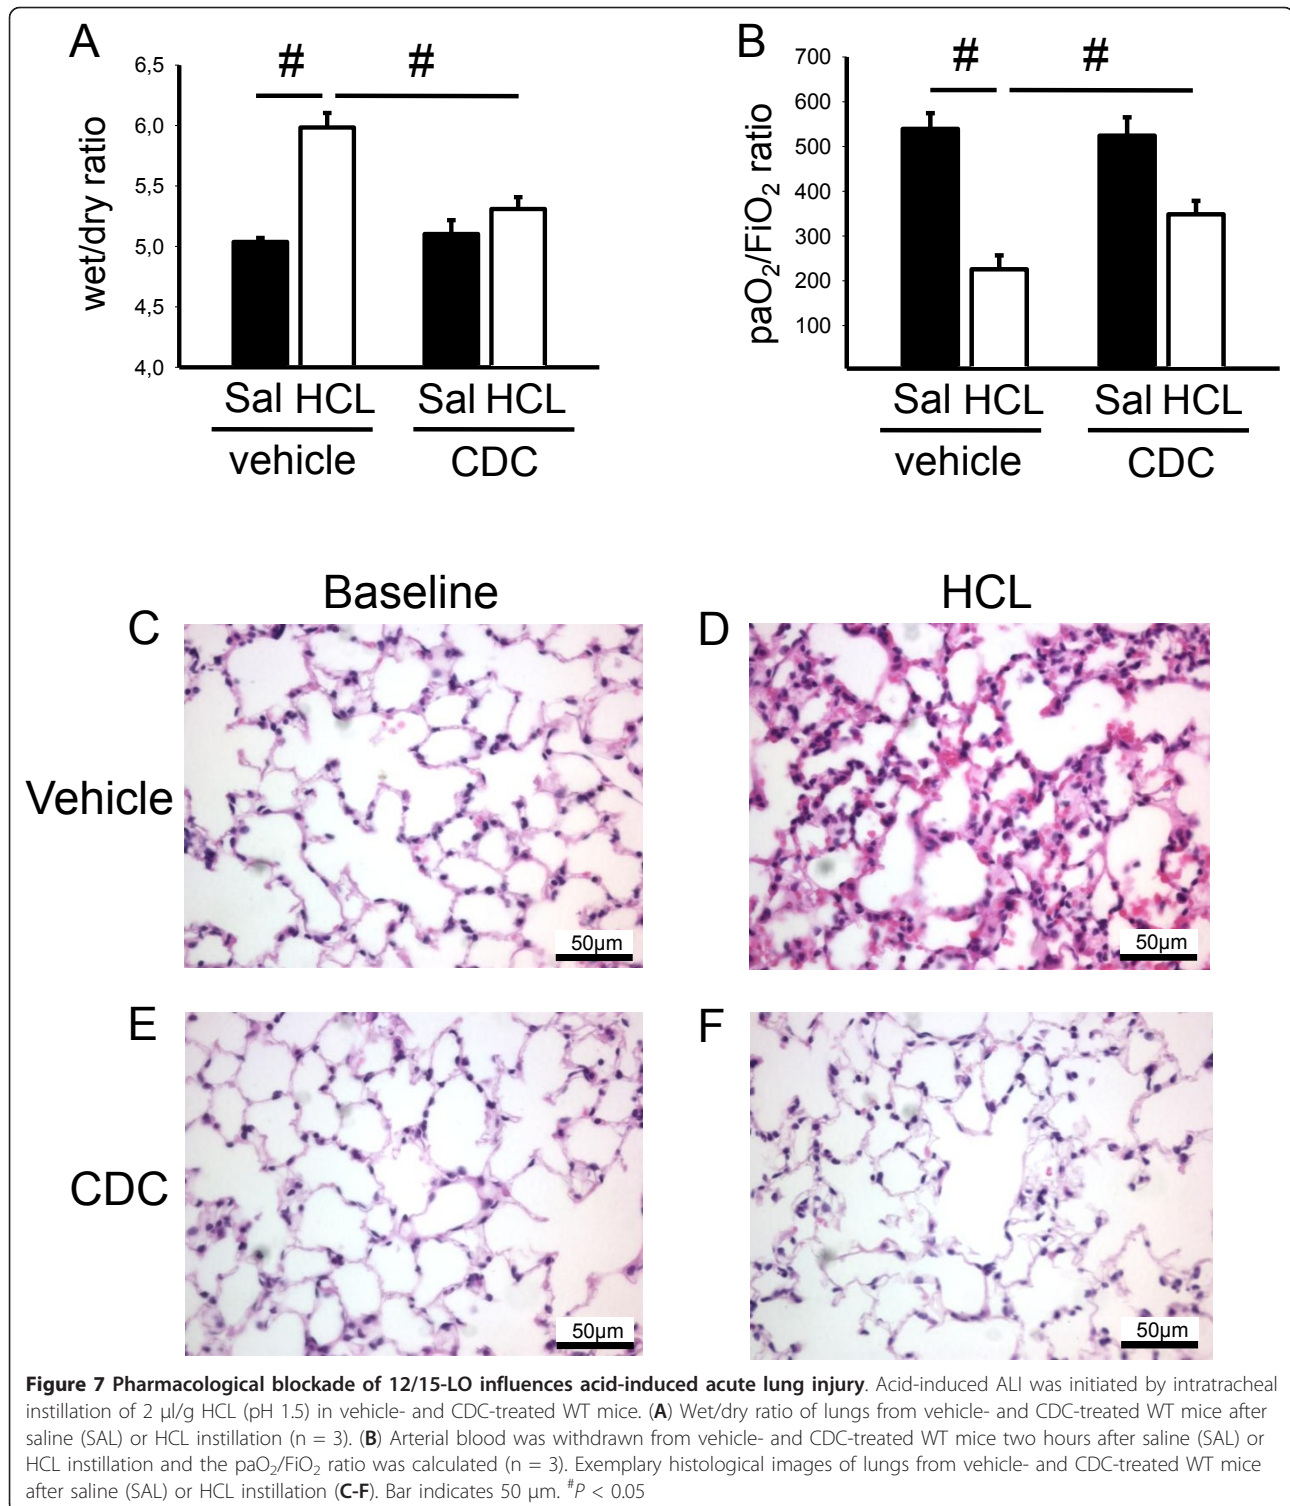 A
# #
6,5
6,0
5,5
5,0
4,5
4,0
wet/dry ratio
Sal HCL Sal HCL
vehicle CDC
B
# #
700
600
500
400
300
200
100
paO₂/FiO₂ ratio
Sal HCL Sal HCL
vehicle CDC
Baseline HCL
C D
Vehicle
50µm 50µm
E F
CDC
50µm 50µm
Figure 7 Pharmacological blockade of 12/15-LO influences acid-induced acute lung injury. Acid-induced ALI was initiated by intratracheal
instillation of 2 µl/g HCL (pH 1.5) in vehicle- and CDC-treated WT mice. (A) Wet/dry ratio of lungs from vehicle- and CDC-treated WT mice after
saline (SAL) or HCL instillation (n = 3). (B) Arterial blood was withdrawn from vehicle- and CDC-treated WT mice two hours after saline (SAL) or
HCL instillation and the paO₂/FiO₂ ratio was calculated (n = 3). Exemplary histological images of lungs from vehicle- and CDC-treated WT mice
after saline (SAL) or HCL instillation (C-F). Bar indicates 50 µm. #P < 0.05